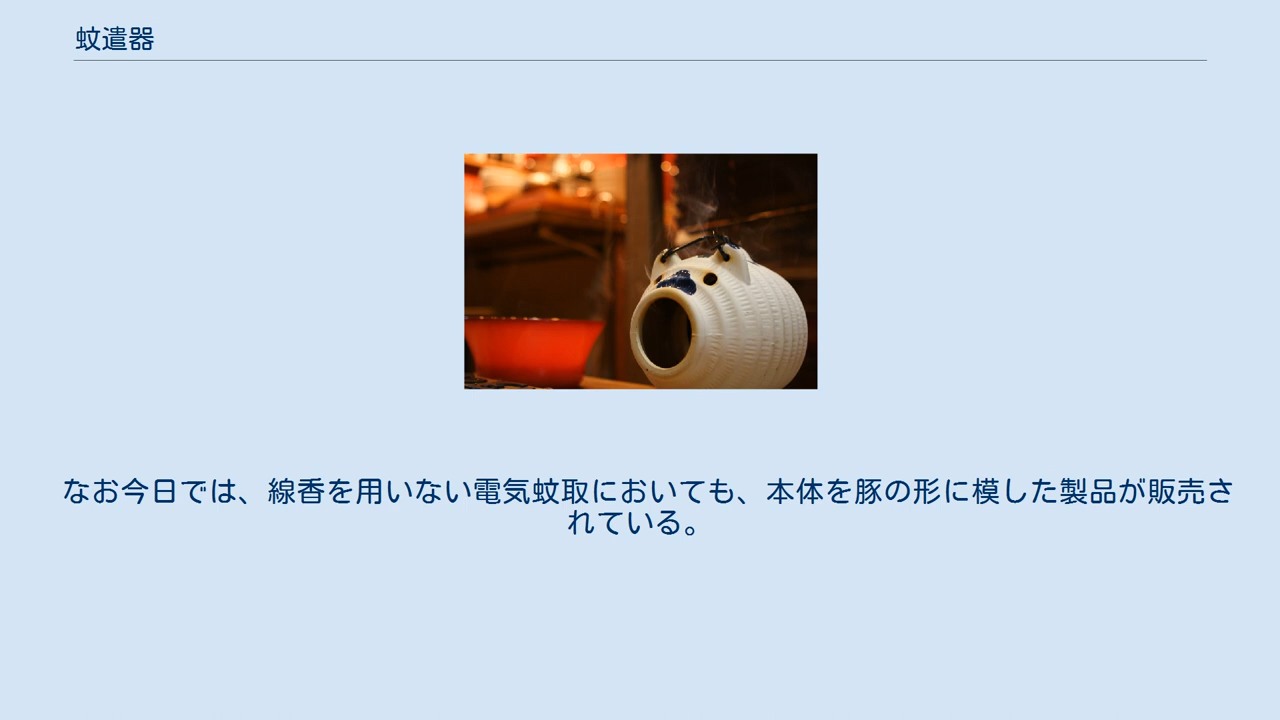 蚊遣器
なお今日では、線香を用いない電気蚊取においても、本体を豚の形に模した製品が販売さ
れている。